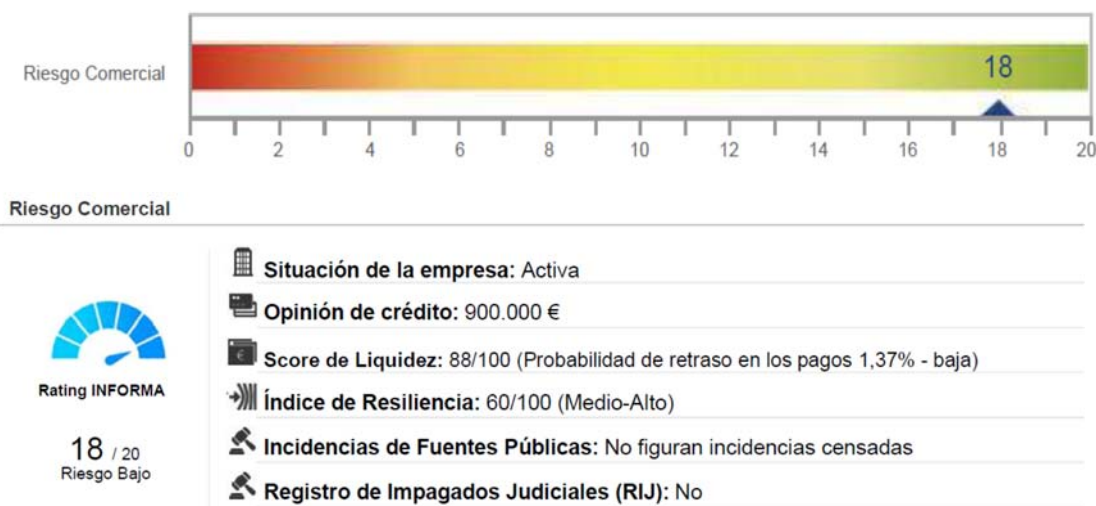 Riesgo Comercial
18
0 2 4 6 8 10 12 14 16 18 20
Riesgo Comercial
Situación de la empresa: Activa
Opinión de crédito: 900.000 €
Score de Liquidez: 88/100 (Probabilidad de retraso en los pagos 1,37% - baja)
Índice de Resiliencia: 60/100 (Medio-Alto)
Incidencias de Fuentes Públicas: No figuran incidencias censadas
Registro de Impagados Judiciales (RIJ): No
Rating INFORMA
18 / 20
Riesgo Bajo